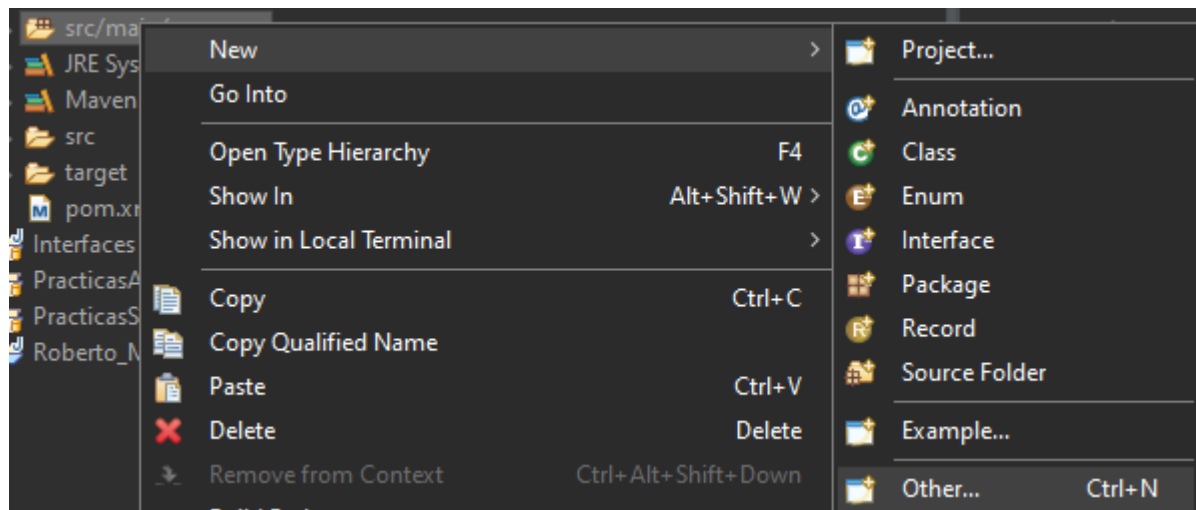 src/ma
JRE Sys
Maven
src
target
pom.x
Interfaces
PracticasA
PracticasS
Roberto_M
New
Go Into
Open Type Hierarchy F4
Show In Alt+Shift+W
Show in Local Terminal
Copy Ctrl+C
Copy Qualified Name
Paste Ctrl+V
Delete Delete
Remove from Context Ctrl+Alt+Shift+Down
Project...
Annotation
Class
Enum
Interface
Package
Record
Source Folder
Example...
Other... Ctrl+N